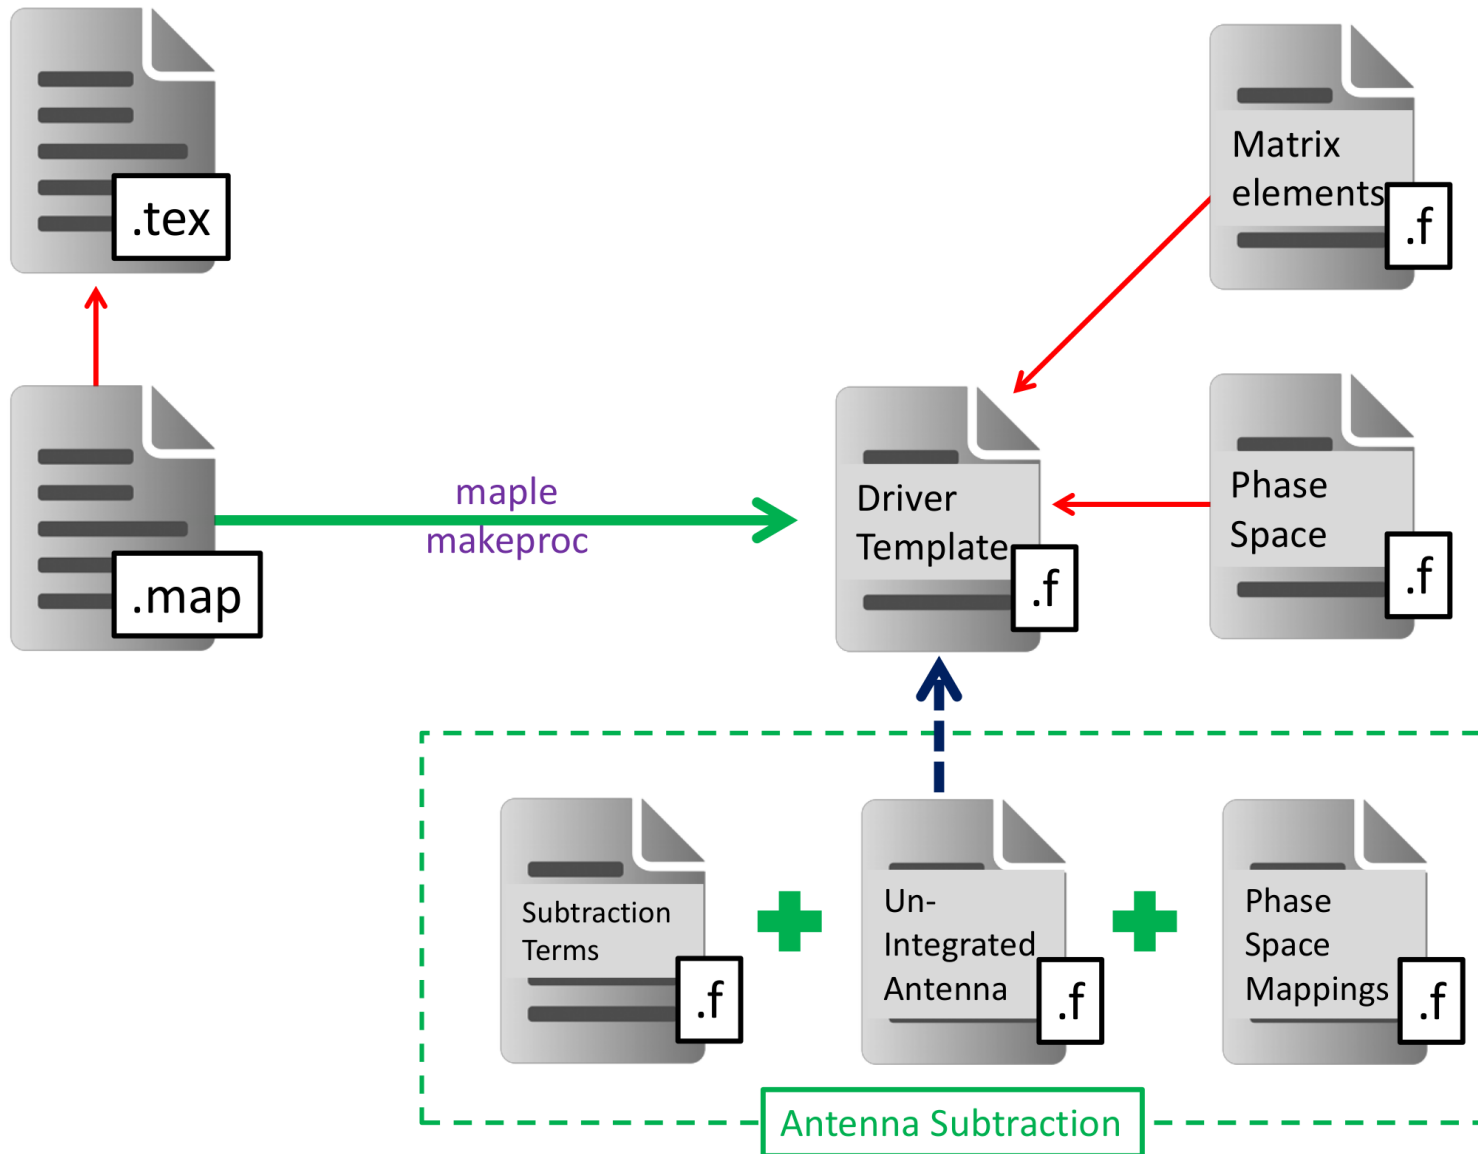 .tex
Matrix
elements
.f
.map
maple
makeproc
Driver
Template
.f
Phase
Space
.f
Subtraction
Terms
.f
Un-
Integrated
Antenna
.f
Phase
Space
Mappings
.f
Antenna Subtraction